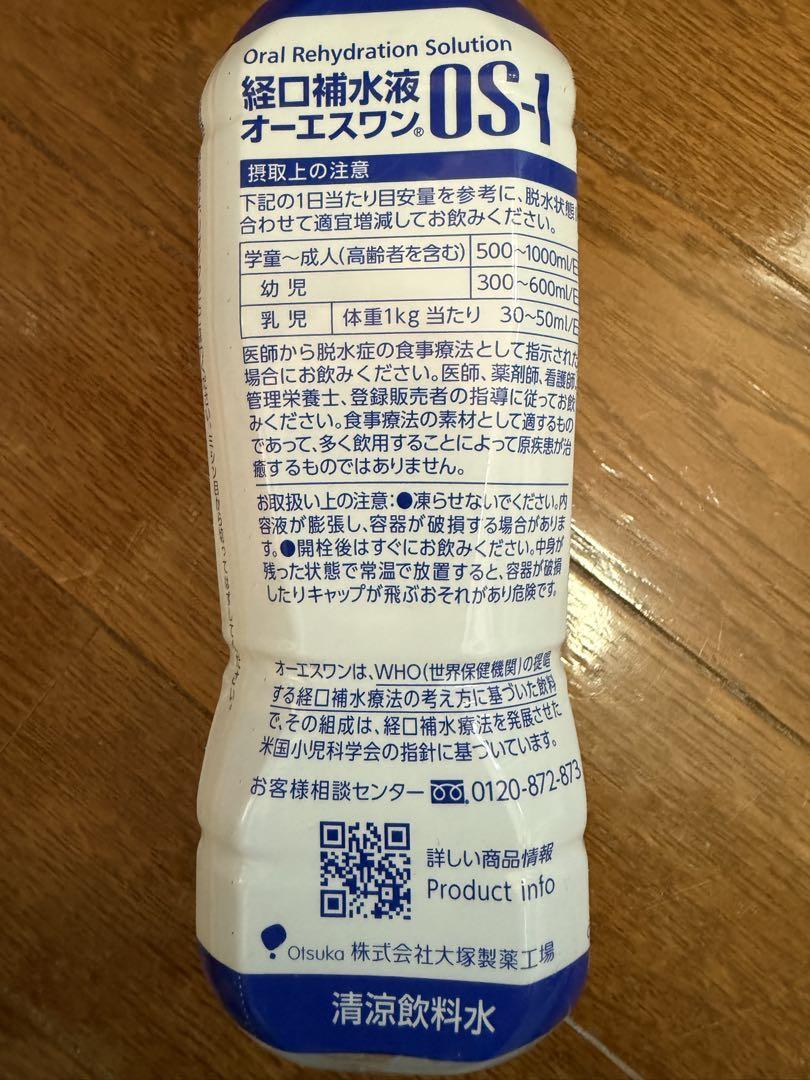 Oral Rehydration Solution
経口補水液
オーエスワン® OS-1
摂取上の注意
下記の1日当たり目安量を参考に、脱水状態
合わせて適宜増減してお飲みください。
学童～成人(高齢者を含む) 500～1000ml/
幼児 300～600ml/
乳児 体重1kg当たり 30～50ml/
医師から脱水症の食事療法として指示された
場合にお飲みください。医師、薬剤師、看護師、
管理栄養士、登録販売者の指導に従ってお飲
みください。食事療法の素材として適するもの
であって、多く飲用することによって原疾患が治
癒するものではありません。
お取扱い上の注意:●凍らせないでください。内
容液が膨張し、容器が破損する場合がありま
す。●開栓後はすぐにお飲みください。中身が
残った状態で常温で放置すると、容器が破損
したりキャップが飛ぶおそれがあり危険です。
オーエスワンは、WHO(世界保健機関)の提唱
する経口補水療法の考え方に基づいた飲料
で、その組成は、経口補水療法を発展させた
米国小児科学会の指針に基づいています。
お客様相談センター 0120-872-873
詳しい商品情報
Product info
Otsuka 株式会社大塚製薬工場
清涼飲料水